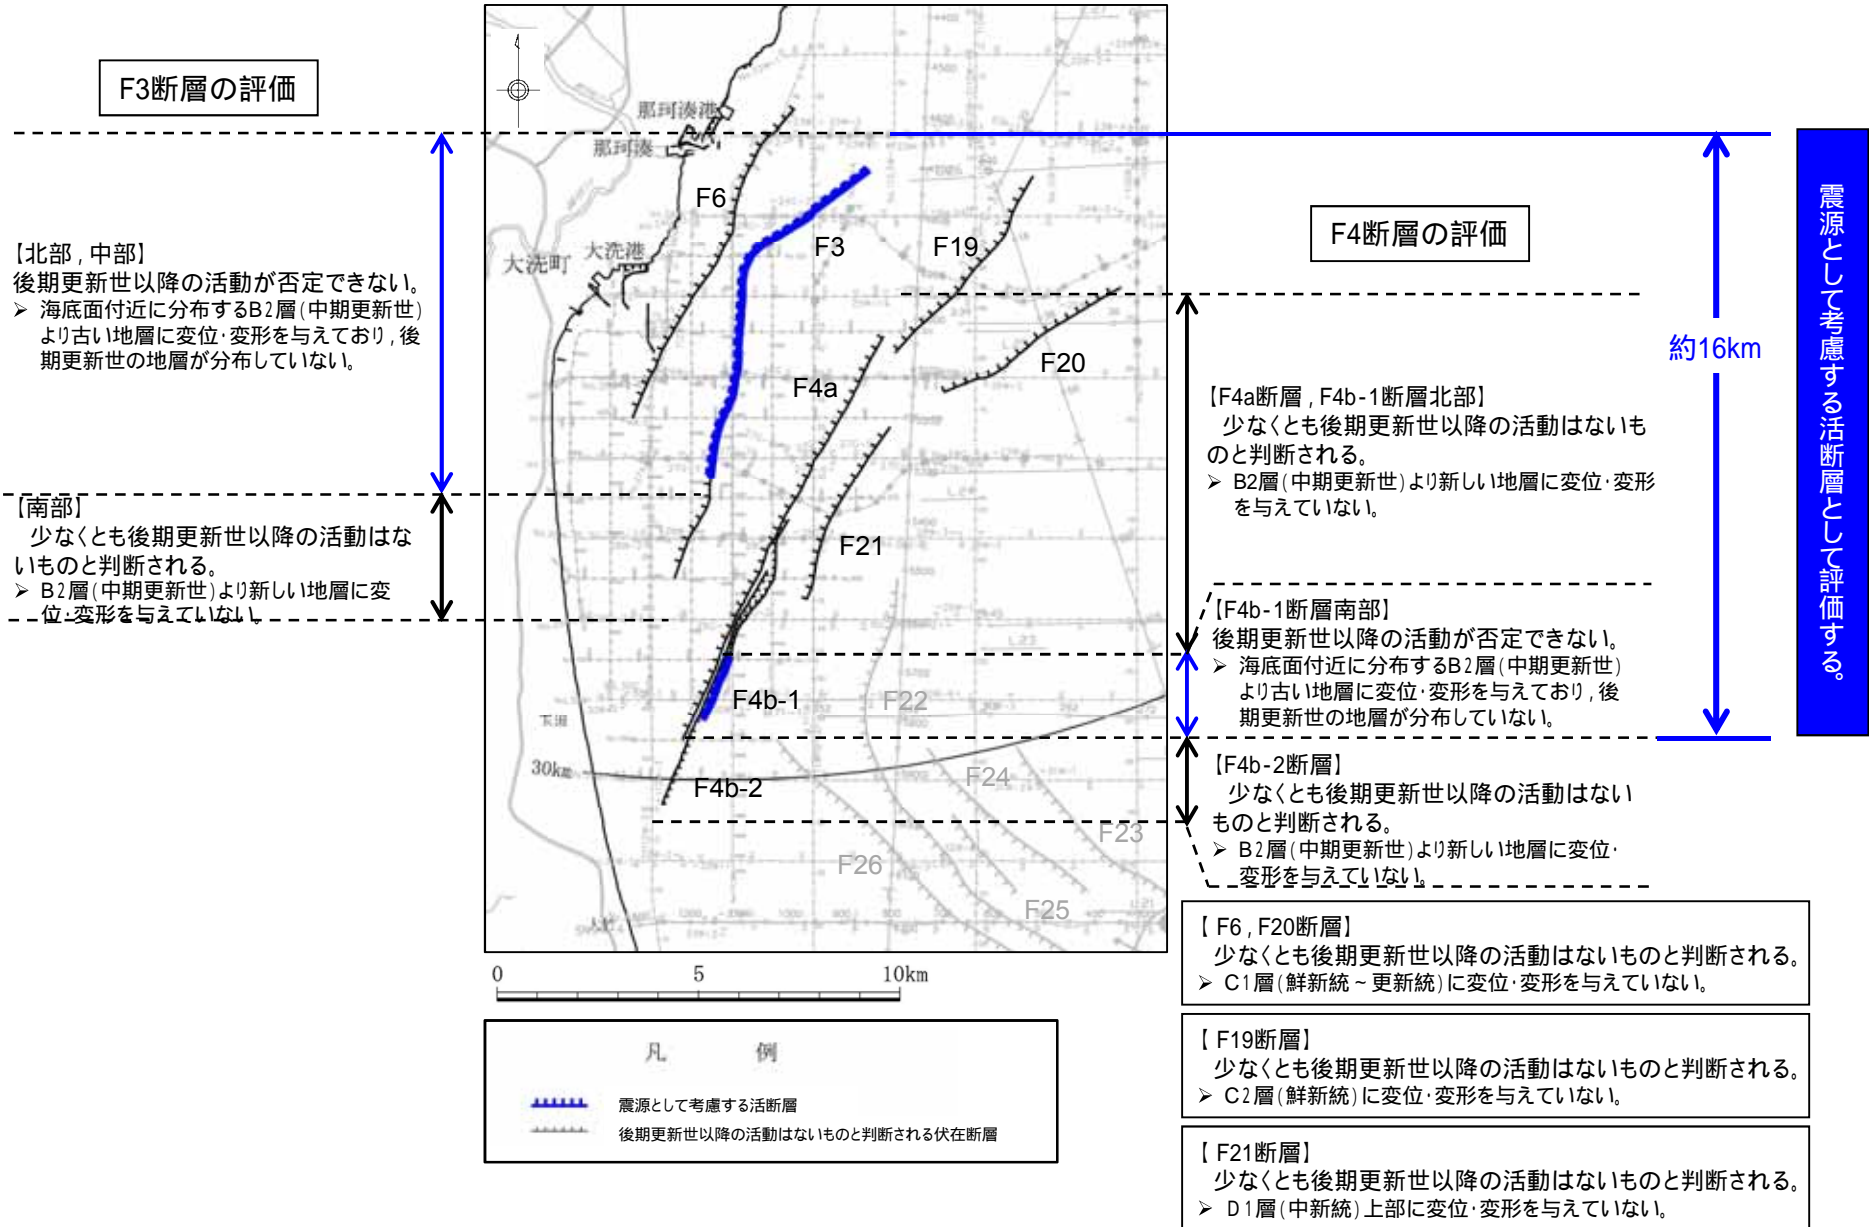 F3断層の評価
【北部,中部】
後期更新世以降の活動が否定できない。
➢ 海底面付近に分布するB2層(中期更新世)
より古い地層に変位・変形を与えており,後
期更新世の地層が分布していない。
【南部】
少なくとも後期更新世以降の活動はな
いものと判断される。
➢ B2層(中期更新世)より新しい地層に変
位・変形を与えていない。
那珂湊港
那珂湊
大洗港
大洗町
F6
F3
F19
F20
F4a
F21
F4b-1
F22
F4b-2
F24
F23
F26
F25
30km
0 5 10km
凡 例
震源として考慮する活断層
後期更新世以降の活動はないものと判断される伏在断層
F4断層の評価
【F4a断層,F4b-1断層北部】
少なくとも後期更新世以降の活動はないも
のと判断される。
➢ B2層(中期更新世)より新しい地層に変位・変形
を与えていない。
【F4b-1断層南部】
後期更新世以降の活動が否定できない。
➢ 海底面付近に分布するB2層(中期更新世)
より古い地層に変位・変形を与えており,後
期更新世の地層が分布していない。
【F4b-2断層】
少なくとも後期更新世以降の活動はない
ものと判断される。
➢ B2層(中期更新世)より新しい地層に変位・
変形を与えていない。
約16km
震源として考慮する活断層として評価する。
【F6,F20断層】
少なくとも後期更新世以降の活動はないものと判断される。
➢ C1層(鮮新統~更新統)に変位・変形を与えていない。
【F19断層】
少なくとも後期更新世以降の活動はないものと判断される。
➢ C2層(鮮新統)に変位・変形を与えていない。
【F21断層】
少なくとも後期更新世以降の活動はないものと判断される。
➢ D1層(中新統)上部に変位・変形を与えていない。